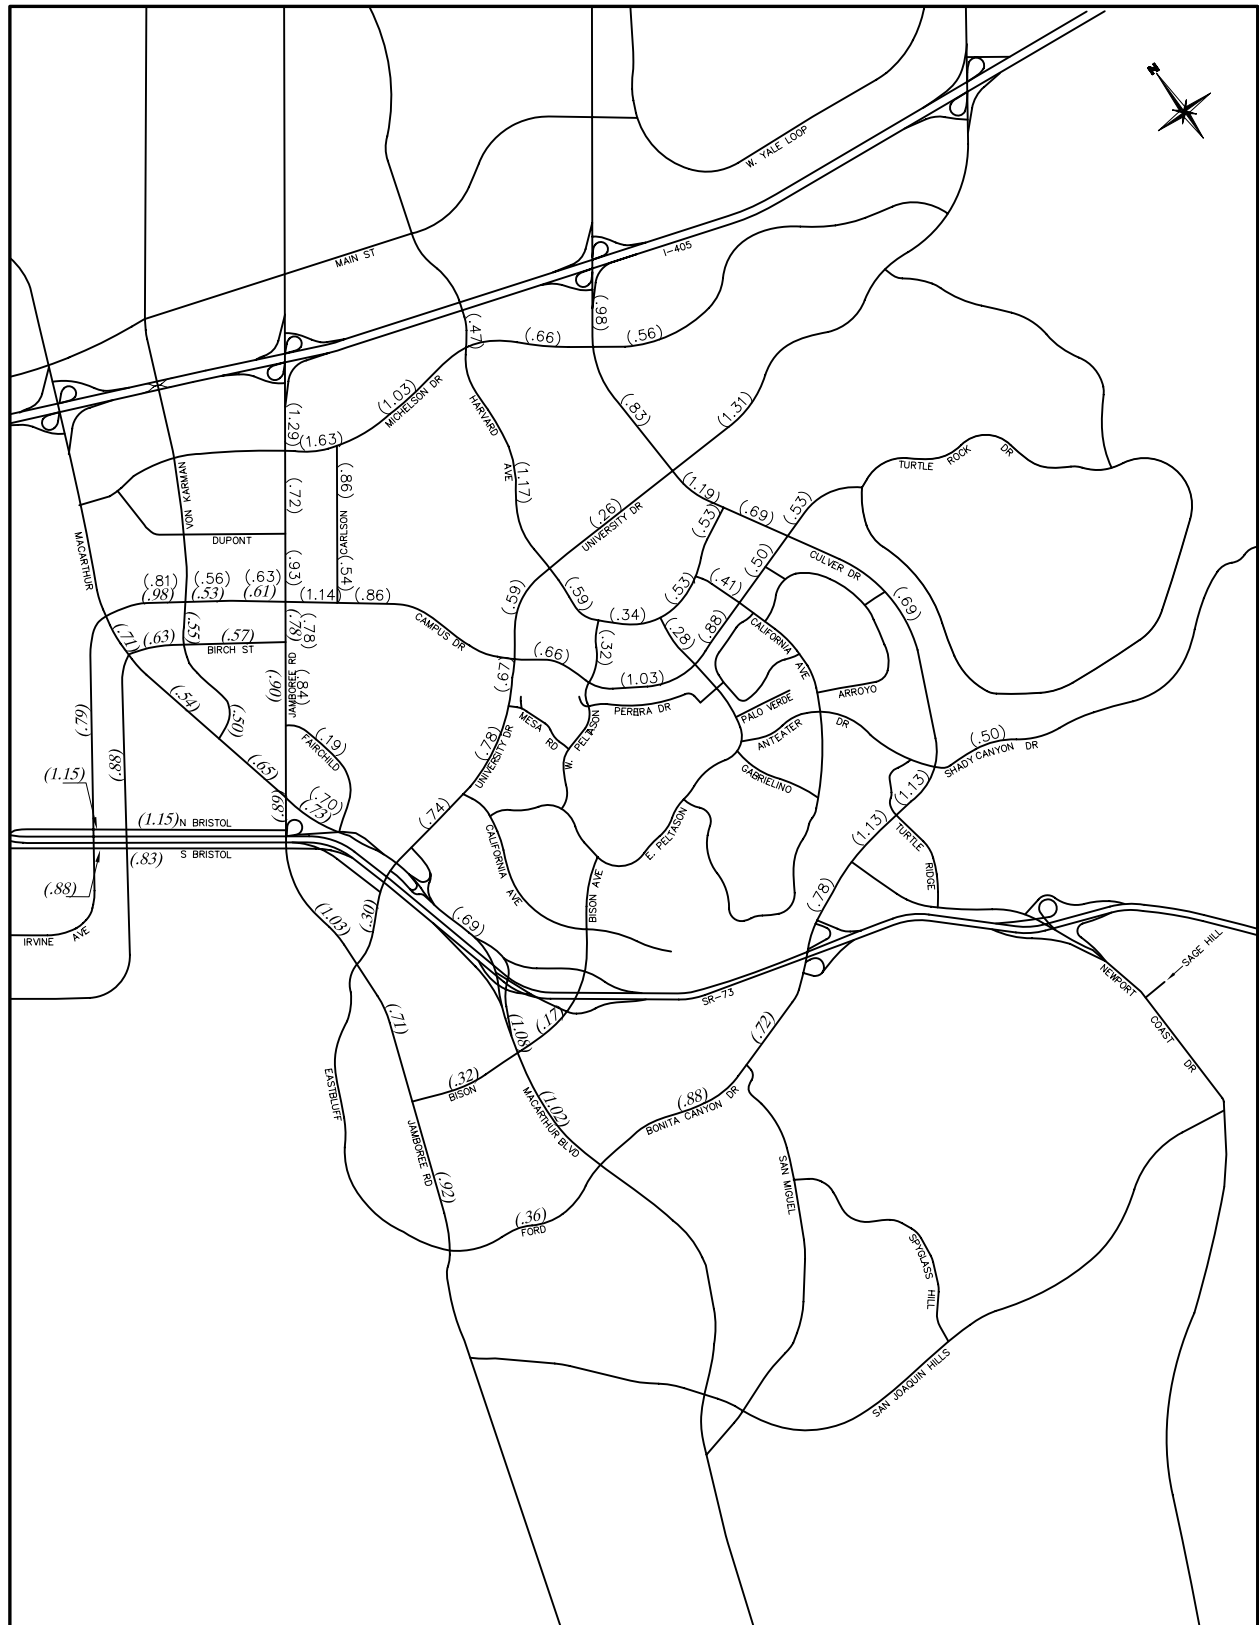 N
W. YALE LOOP
MAIN ST
I-405
(.98)
(.47)
(.66)
(.56)
(1.03)
MICHELSON DR
HARVARD
AVE
(.83)
(1.31)
(1.29)
(1.63)
TURTLE ROCK DR
VON KARMAN
(.86)
(.72)
(1.17)
(1.19)
(.53)
(.69)
(.53)
(.26)
UNIVERSITY DR
MACARTHUR
DUPONT
CARLSON
(.50)
CULVER DR
(.81)
(.98)
(.56)
(.53)
(.63)
(.61)
(.93)
(1.14)
(.54)
(.86)
(.59)
(.59)
(.53)
(.41)
(.69)
(.71)
(.63)
(.55)
(.57)
BIRCH ST
(.78)
(.78)
CAMPUS DR
(.34)
(.32)
(.28)
(.88)
CALIFORNIA AVE
(.66)
(.67)
(1.03)
(.90)
JAMBOREE RD
(.84)
(.54)
(.50)
PEREIRA DR
PALO VERDE
ARROYO
MESA RD
W. PELTASON
ANTEATER DR
(.79)
(.88)
(.19)
FAIRCHILD
(.78)
UNIVERSITY DR
(.50)
SHADY CANYON DR
GABRIELINO
(1.15)
(.65)
(.89)
(.70)
(.73)
(.74)
(1.13)
(1.13)
(1.15)
N BRISTOL
S BRISTOL
(.83)
(.88)
CALIFORNIA AVE
E. PELTASON
TURTLE RIDGE
BISON AVE
(1.03)
(.30)
(.69)
(.78)
IRVINE AVE
SAGE HILL
NEWPORT COAST DR
SR-73
(.71)
(1.08)
(.17)
(.72)
EASTBLUFF
(.32)
BISON
(1.02)
MACARTHUR BLVD
(.88)
BONITA CANYON DR
JAMBOREE RD
(.92)
SAN MIGUEL
(.36)
FORD
SPYGLASS HILL
SAN JOAQUIN HILLS